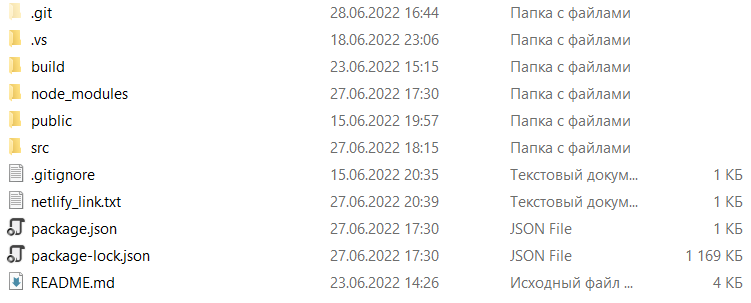 .git 28.06.2022 16:44 Папка с файлами
.vs 18.06.2022 23:06 Папка с файлами
build 23.06.2022 15:15 Папка с файлами
node_modules 27.06.2022 17:30 Папка с файлами
public 15.06.2022 19:57 Папка с файлами
src 27.06.2022 18:15 Папка с файлами
.gitignore 15.06.2022 20:35 Текстовый докум... 1 КБ
netlify_link.txt 27.06.2022 20:39 Текстовый докум... 1 КБ
package.json 27.06.2022 17:30 JSON File 1 КБ
package-lock.json 27.06.2022 17:30 JSON File 1 169 КБ
README.md 23.06.2022 14:26 Исходный файл ... 4 КБ